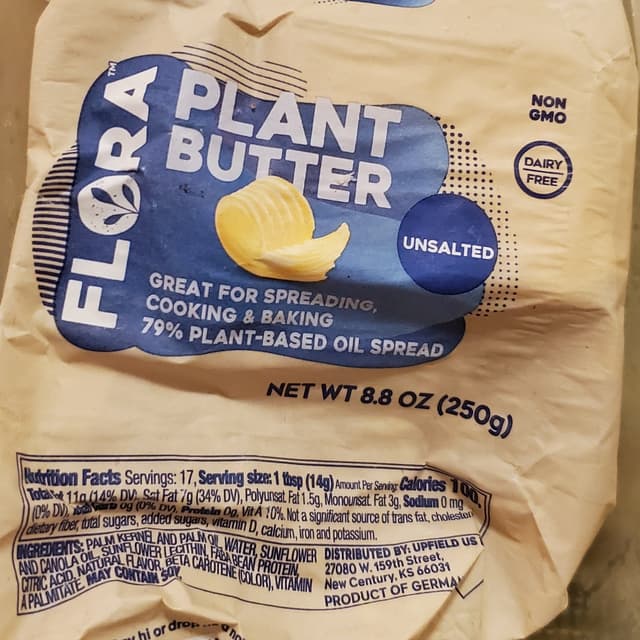 FLORA™
PLANT
BUTTER
NON
GMO
DAIRY
FREE
UNSALTED
GREAT FOR SPREADING,
COOKING & BAKING
79% PLANT-BASED OIL SPREAD
NET WT 8.8 OZ (250g)
Nutrition Facts Servings: 17, Serving size: 1 tbsp (14g) Amount Per Serving: Calories 100,
Total Fat 11g (14% DV), Sat Fat 7g (34% DV), Polyunsat. Fat 1.5g, Monounsat. Fat 3g, Sodium 0 mg
(0% DV), Total Carb 0g (0% DV), Protein 0g, Vit A 10%. Not a significant source of trans fat, cholesterol
dietary fiber, total sugars, added sugars, vitamin D, calcium, iron and potassium.
INGREDIENTS: PALM KERNEL AND PALM OIL, WATER, SUNFLOWER
AND CANOLA OIL, SUNFLOWER LECITHIN, FABA BEAN PROTEIN,
CITRIC ACID, NATURAL FLAVOR, BETA CAROTENE (COLOR), VITAMIN
A PALMITATE MAY CONTAIN SOY
DISTRIBUTED BY: UPFIELD US
27080 W. 159th Street,
New Century, KS 66031
PRODUCT OF GERMA
hi or